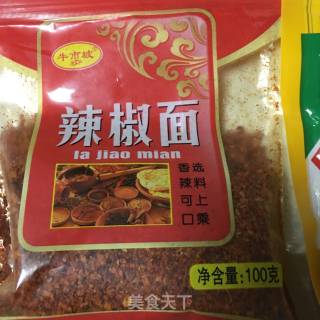 牛市坡
辣椒面
la jiao mian
香辣可口
选料上乘
净含量:100克
美食天下